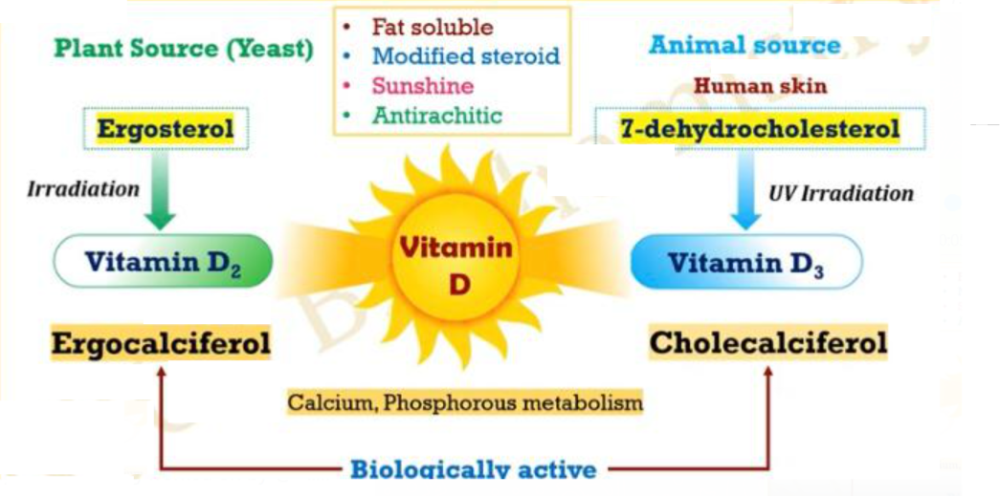 Plant Source (Yeast)
• Fat soluble
• Modified steroid
• Sunshine
• Antirachitic
Animal source
Human skin
Ergosterol
7-dehydrocholesterol
Irradiation
UV Irradiation
Vitamin D₂
Vitamin
D
Vitamin D₃
Ergocalciferol
Cholecalciferol
Calcium, Phosphorous metabolism
Biologically active